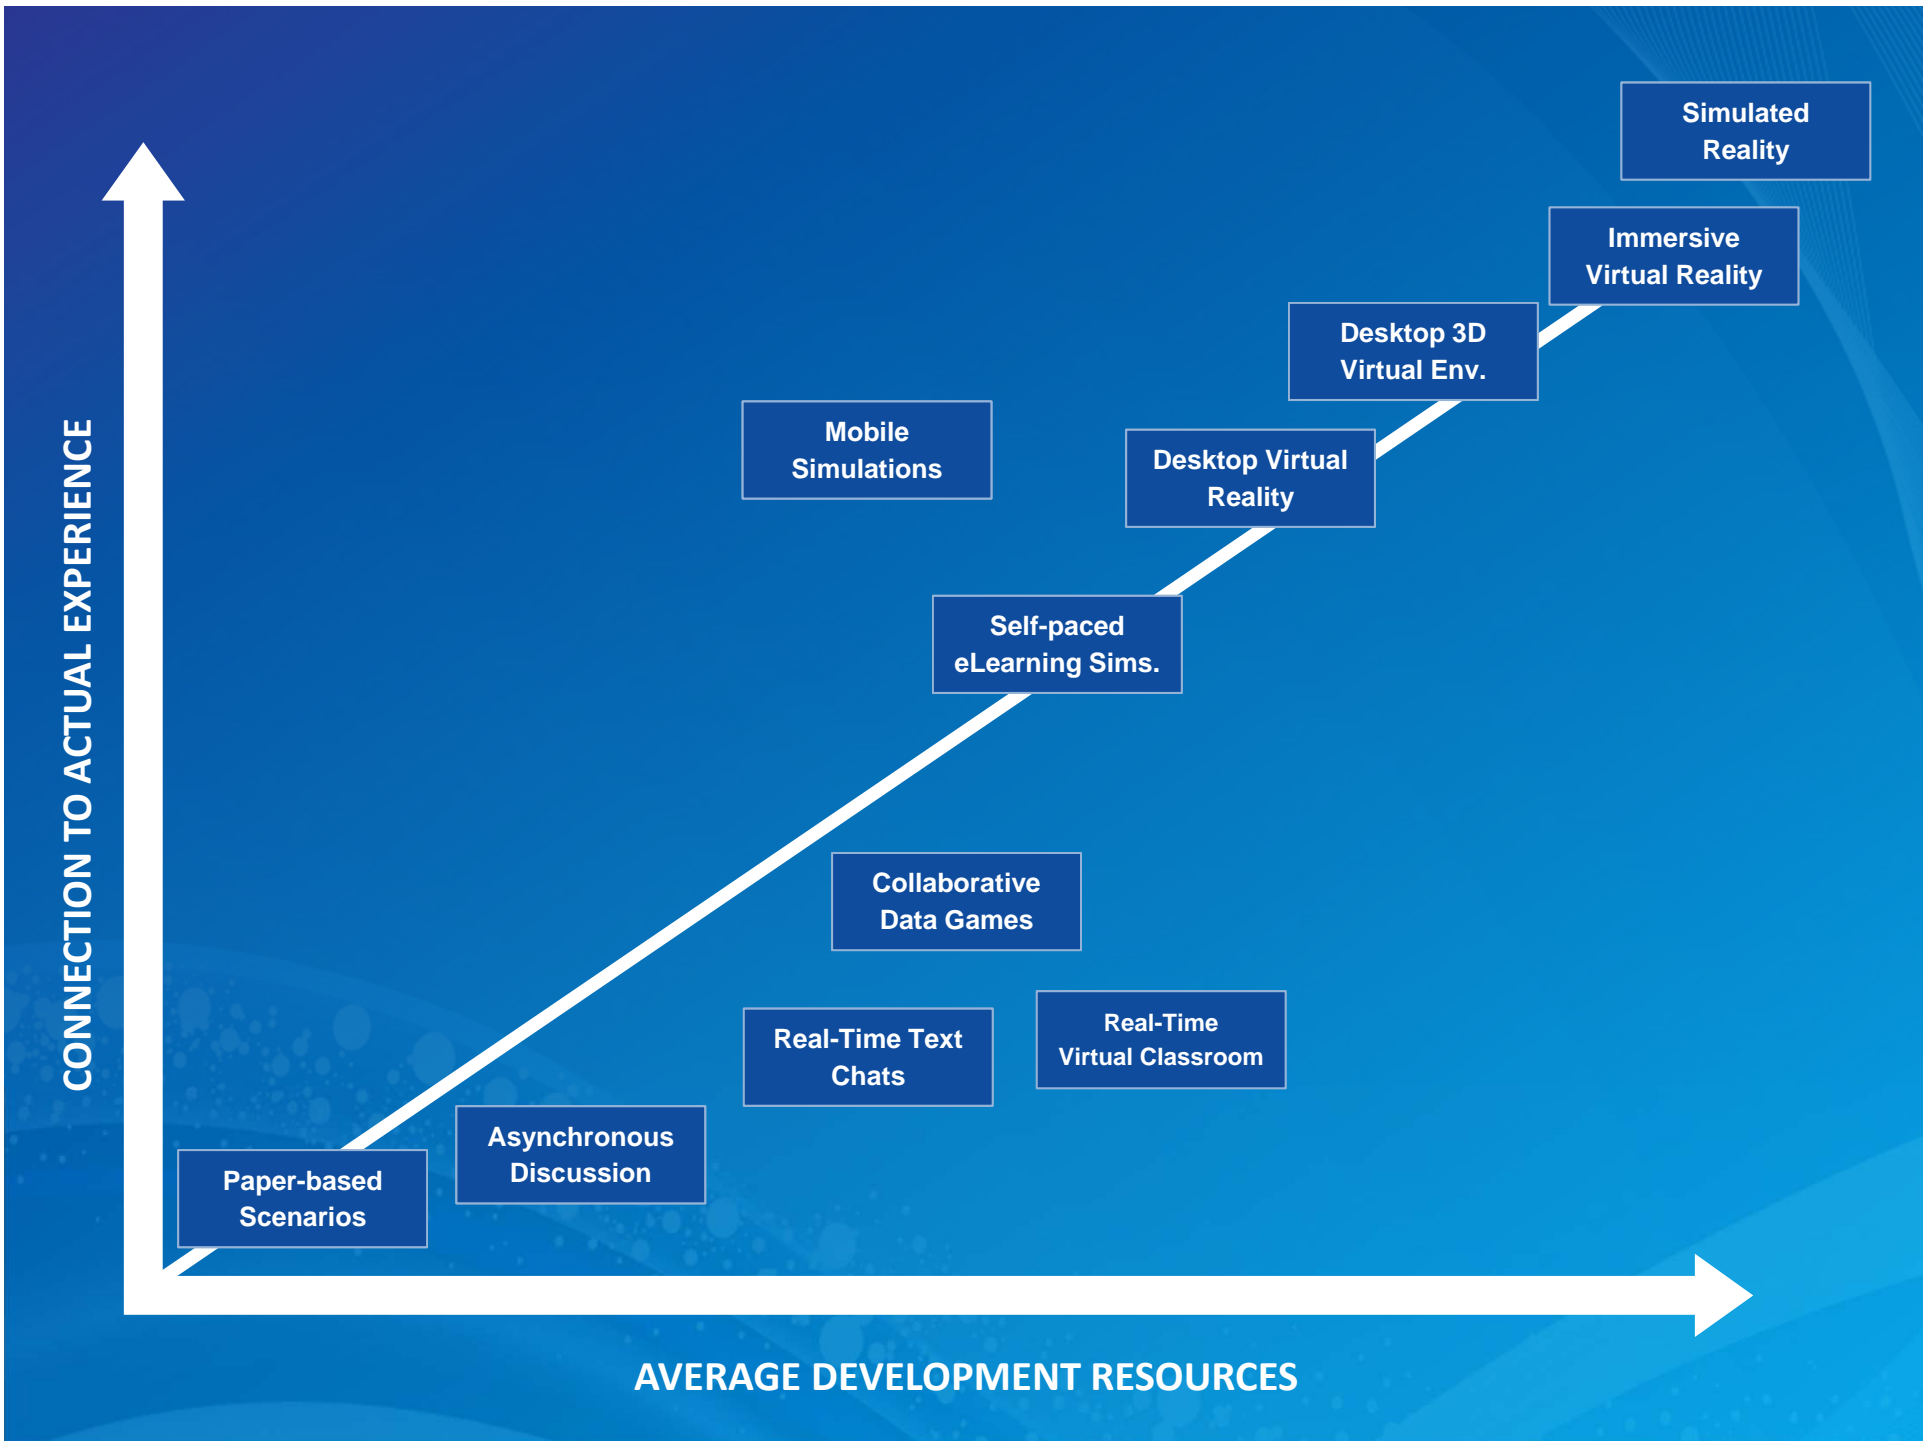 Simulated
Reality
Immersive
Virtual Reality
Desktop 3D
Virtual Env.
Mobile
Simulations
Desktop Virtual
Reality
CONNECTION TO ACTUAL EXPERIENCE
Self-paced
eLearning Sims.
Collaborative
Data Games
Real-Time Text
Chats
Real-Time
Virtual Classroom
Asynchronous
Discussion
Paper-based
Scenarios
AVERAGE DEVELOPMENT RESOURCES